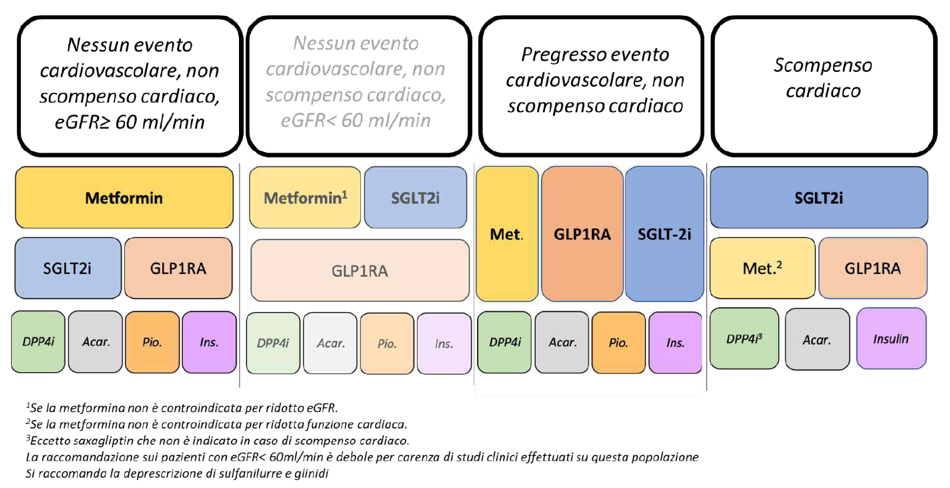 Nessun evento
cardiovascolare, non
scompenso cardiaco,
eGFR≥ 60 ml/min
Nessun evento
cardiovascolare, non
scompenso cardiaco,
eGFR< 60 ml/min
Pregresso evento
cardiovascolare, non
scompenso cardiaco
Scompenso
cardiaco
Metformin
SGLT2i
GLP1RA
DPP4i
Acar.
Pio.
Ins.
Metformin¹
SGLT2i
GLP1RA
DPP4i
Acar.
Pio.
Ins.
Met.
GLP1RA
SGLT-2i
DPP4i
Acar.
Pio.
Ins.
SGLT2i
Met.²
GLP1RA
DPP4i³
Acar.
Insulin
¹Se la metformina non è controindicata per ridotto eGFR.
²Se la metformina non è controindicata per ridotta funzione cardiaca.
³Eccetto saxagliptin che non è indicato in caso di scompenso cardiaco.
La raccomandazione sui pazienti con eGFR< 60ml/min è debole per carenza di studi clinici effettuati su questa popolazione
Si raccomanda la deprescrizione di sulfanilurre e glinidi